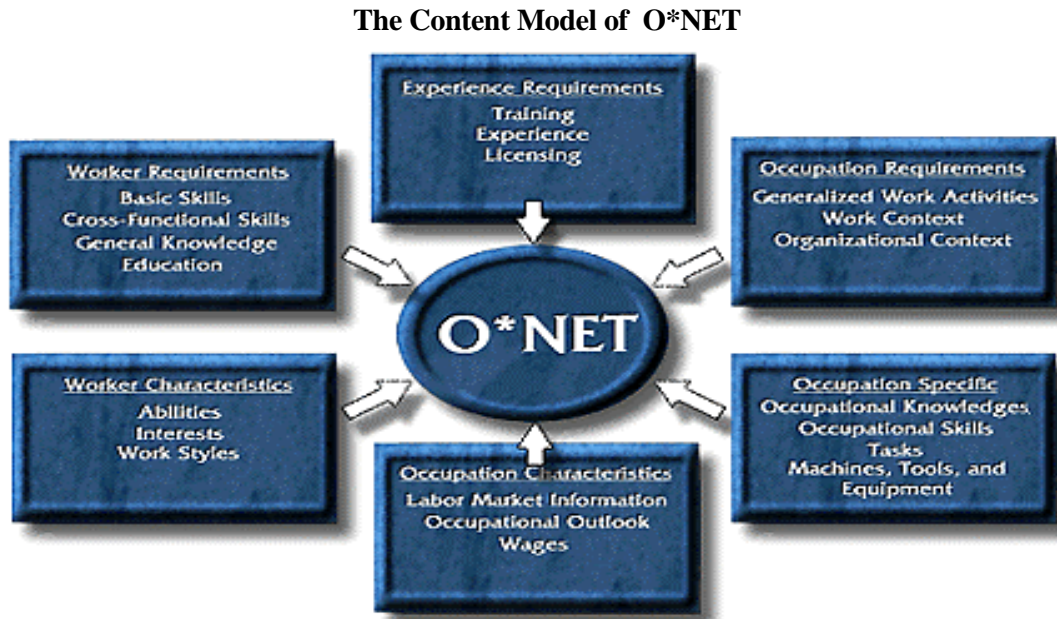 The Content Model of O*NET
Experience Requirements
Training
Experience
Licensing
Worker Requirements
Basic Skills
Cross-Functional Skills
General Knowledge
Education
Occupation Requirements
Generalized Work Activities
Work Context
Organizational Context
O*NET
Worker Characteristics
Abilities
Interests
Work Styles
Occupation Specific
Occupational Knowledges
Occupational Skills
Tasks
Machines, Tools, and
Equipment
Occupation Characteristics
Labor Market Information
Occupational Outlook
Wages